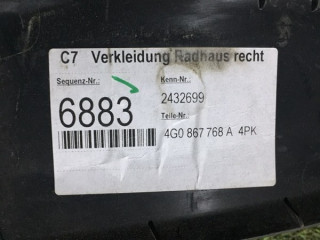 C7 Verkleidung Radhaus recht
Sequenz-Nr.: Kenn-Nr.:
6883 2432699
Teile-Nr.:
4G0 867 768 A 4PK